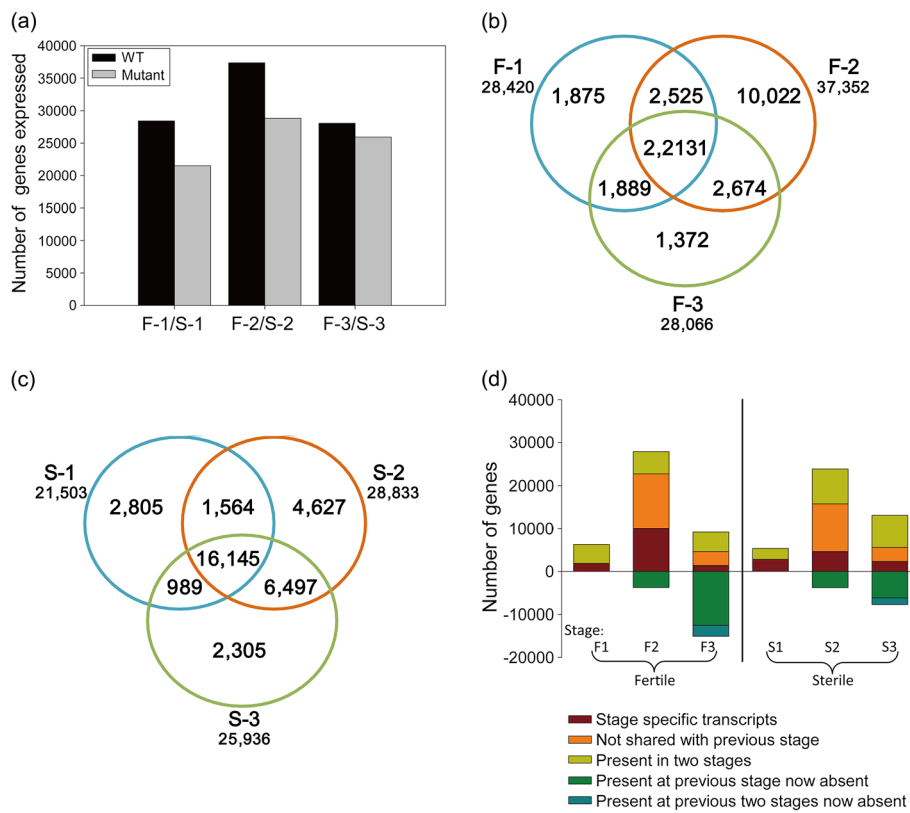 (a)
Number of genes expressed
40000
35000
30000
25000
20000
15000
10000
5000
0
WT
Mutant
F-1/S-1
F-2/S-2
F-3/S-3
(b)
F-1
28,420
F-2
37,352
1,875
2,525
10,022
2,2131
1,889
2,674
1,372
F-3
28,066
(c)
S-1
21,503
S-2
28,833
2,805
1,564
4,627
16,145
989
6,497
2,305
S-3
25,936
(d)
Number of genes
40000
30000
20000
10000
0
-10000
-20000
Stage:
F1
F2
F3
S1
S2
S3
Fertile
Sterile
Stage specific transcripts
Not shared with previous stage
Present in two stages
Present at previous stage now absent
Present at previous two stages now absent